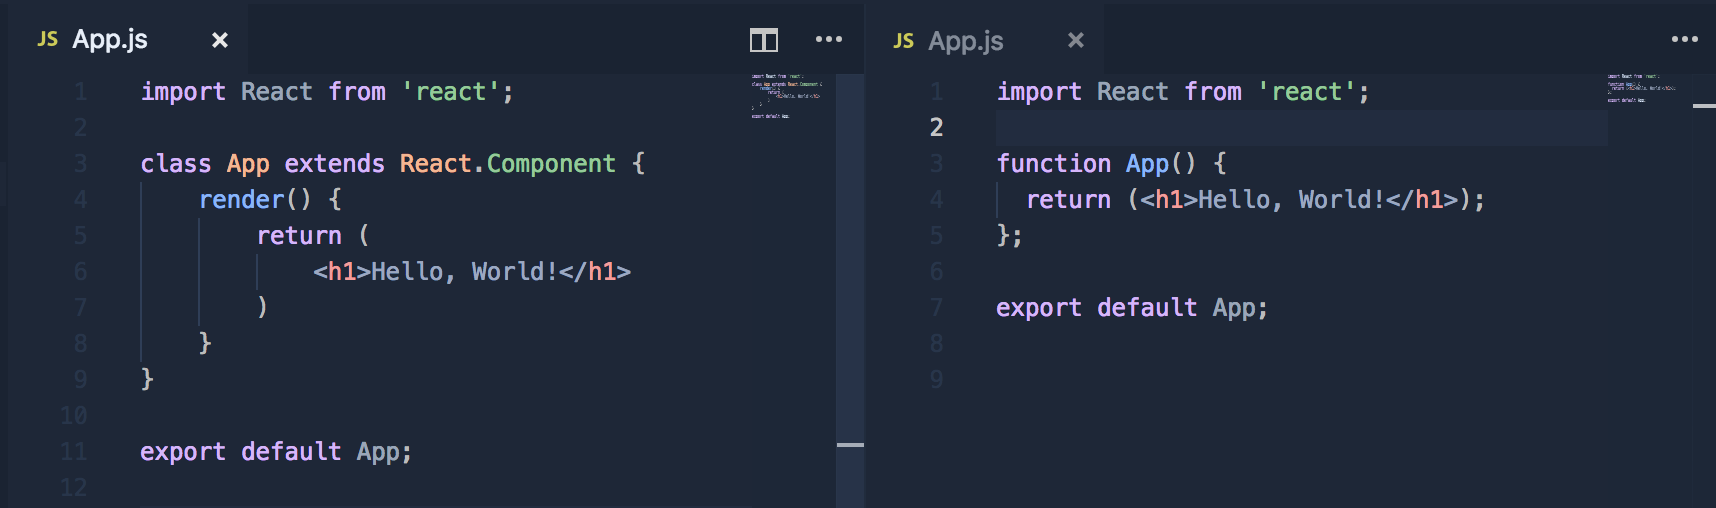 JS App.js ×
1 import React from 'react';
2
3 class App extends React.Component {
4 render() {
5 return (
6 <h1>Hello, World!</h1>
7 )
8 }
9 }
10
11 export default App;
12
JS App.js ×
1 import React from 'react';
2
3 function App() {
4 return (<h1>Hello, World!</h1>);
5 };
6
7 export default App;
8
9